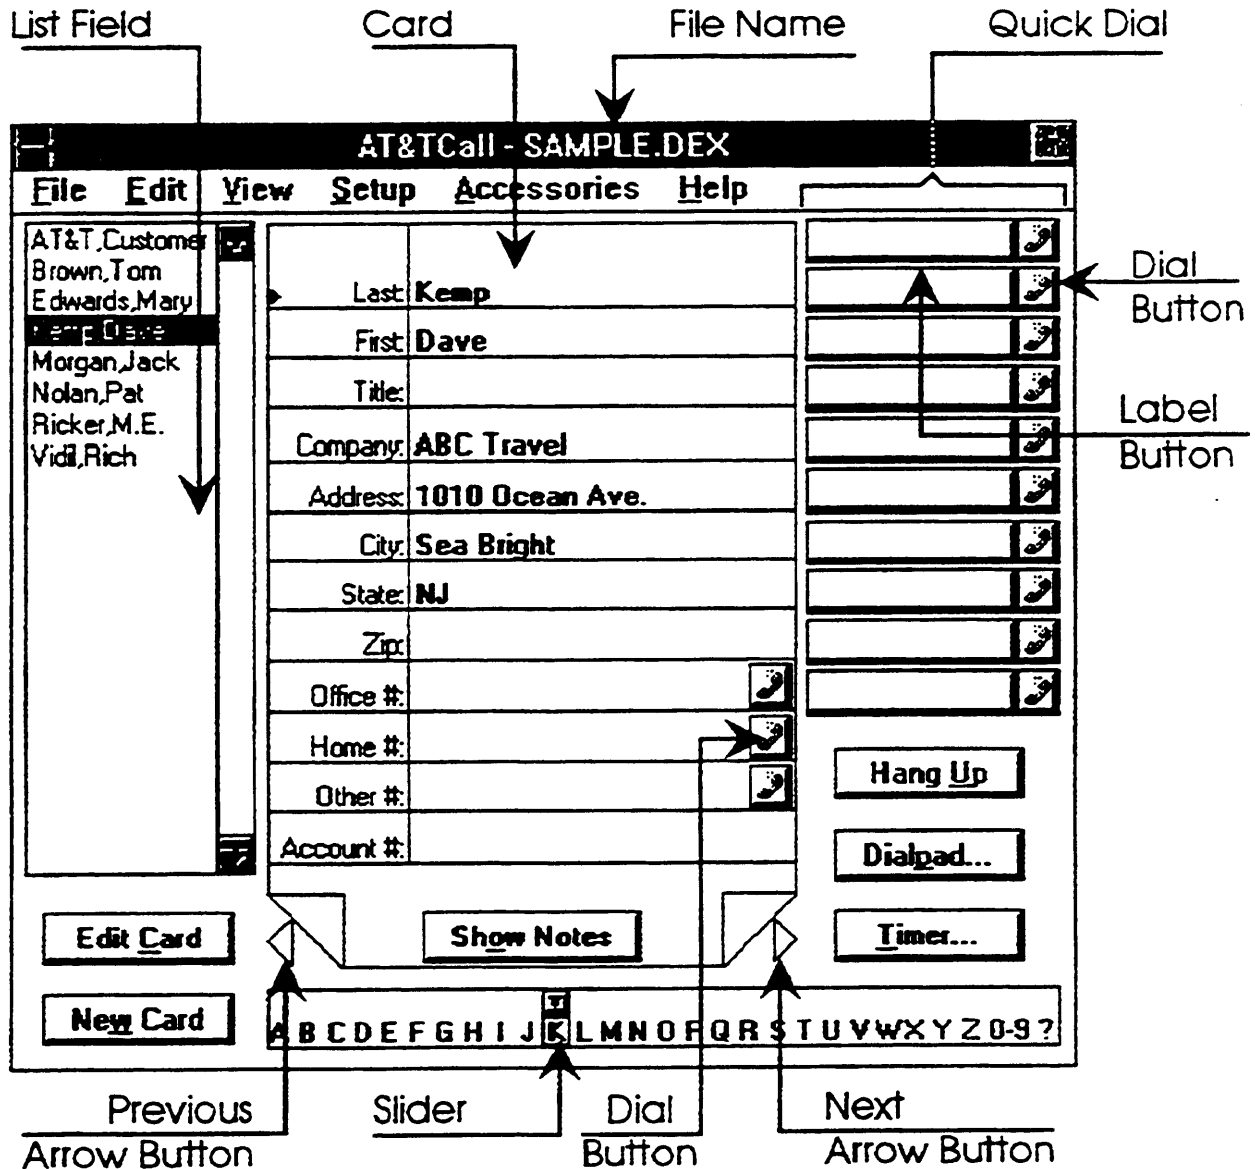 List Field
Card
File Name
Quick Dial
AT&TCall - SAMPLE.DEX
File Edit View Setup Accessories Help
AT&T,Customer
Brown,Tom
Edwards,Mary
Kemp,Dave
Morgan,Jack
Nolan,Pat
Ricker,M.E.
Vidil,Rich
Last: Kemp
First: Dave
Title:
Company: ABC Travel
Address: 1010 Ocean Ave.
City: Sea Bright
State: NJ
Zip:
Office #:
Home #:
Other #:
Account #:
Dial
Button
Label
Button
Hang Up
Dialpad...
Timer...
Edit Card
Show Notes
New Card
A B C D E F G H I J K L M N O P Q R S T U V W X Y Z 0-9 ?
Previous
Arrow Button
Slider
Dial
Button
Next
Arrow Button